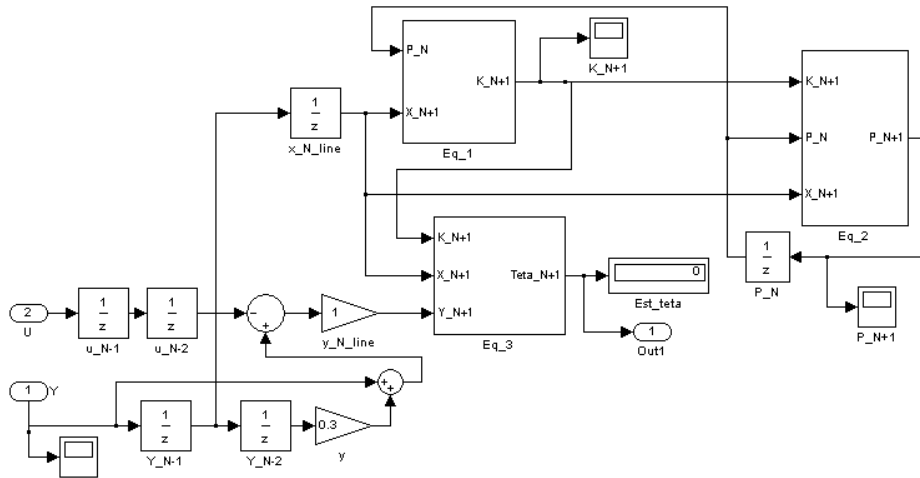 P_N
K_N+1
X_N+1
Eq_1
K_N+1
1
z
x_N_line
K_N+1
P_N
P_N+1
X_N+1
Eq_2
K_N+1
X_N+1
Teta_N+1
Y_N+1
Eq_3
0
Est_teta
1
z
P_N
P_N+1
1
Out1
2
U
1
z
u_N-1
1
z
u_N-2
−
+
1
y_N_line
+
+
1
Y
1
z
Y_N-1
1
z
Y_N-2
0.3
y